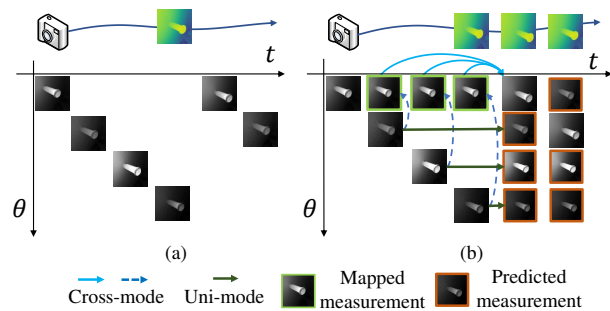 t
t
θ
θ
(a)
(b)
Cross-mode
Uni-mode
Mapped
measurement
Predicted
measurement